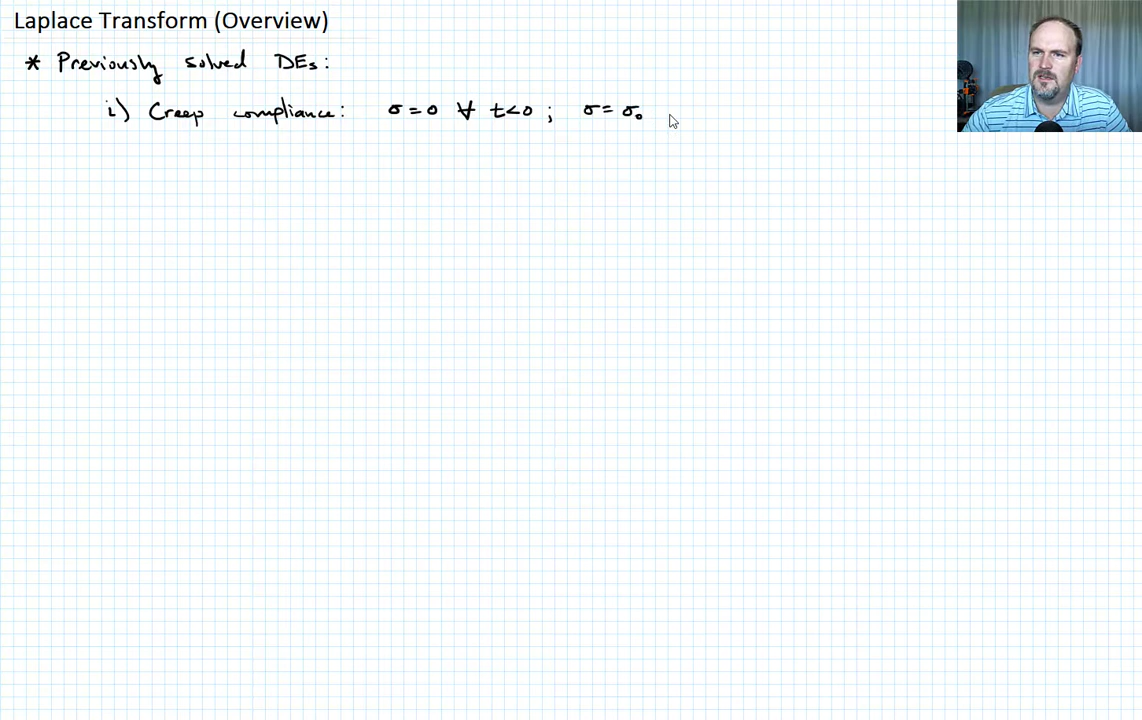 Laplace Transform (Overview)
* Previously solved DEs:
i) Creep compliance: σ=0 ∀ t<0 ; σ= σ₀